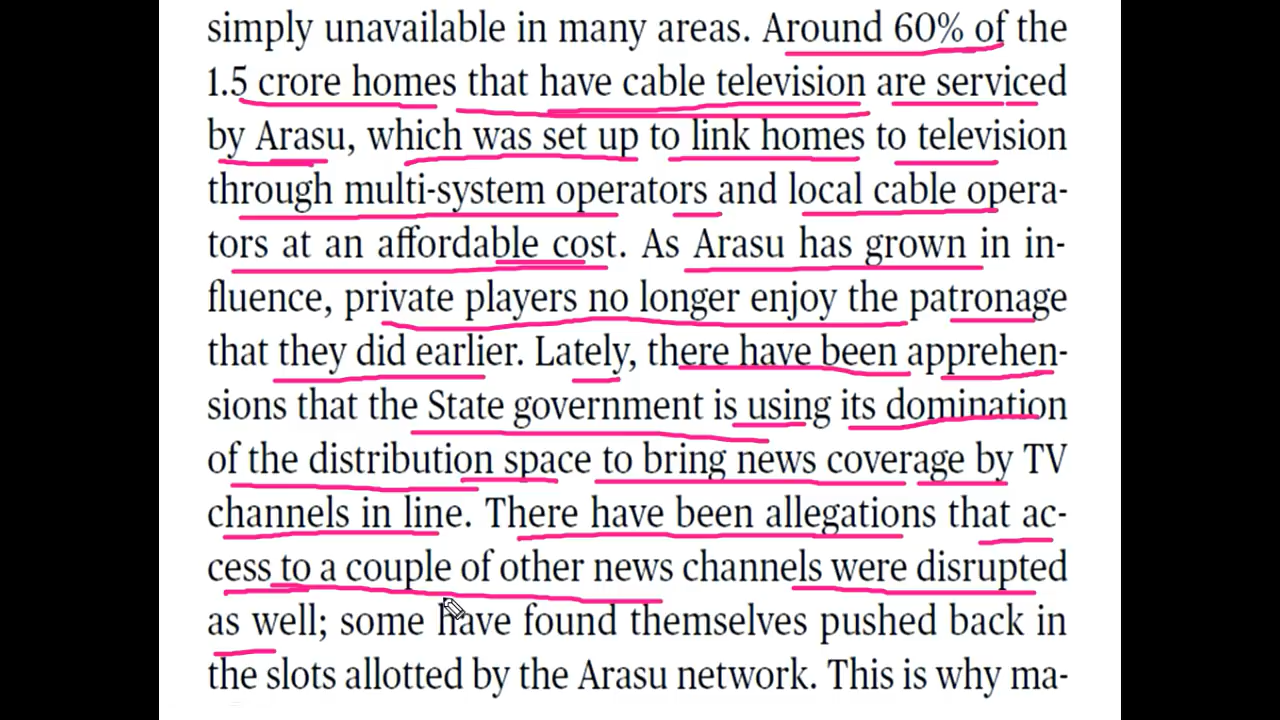 simply unavailable in many areas. Around 60% of the
1.5 crore homes that have cable television are serviced
by Arasu, which was set up to link homes to television
through multi-system operators and local cable opera-
tors at an affordable cost. As Arasu has grown in in-
fluence, private players no longer enjoy the patronage
that they did earlier. Lately, there have been apprehen-
sions that the State government is using its domination
of the distribution space to bring news coverage by TV
channels in line. There have been allegations that ac-
cess to a couple of other news channels were disrupted
as well; some have found themselves pushed back in
the slots allotted by the Arasu network. This is why ma-